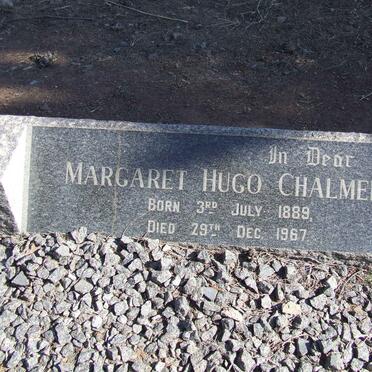 In Dear
MARGARET HUGO CHALME
BORN 3RD JULY 1889,
DIED 29TH DEC. 1967.